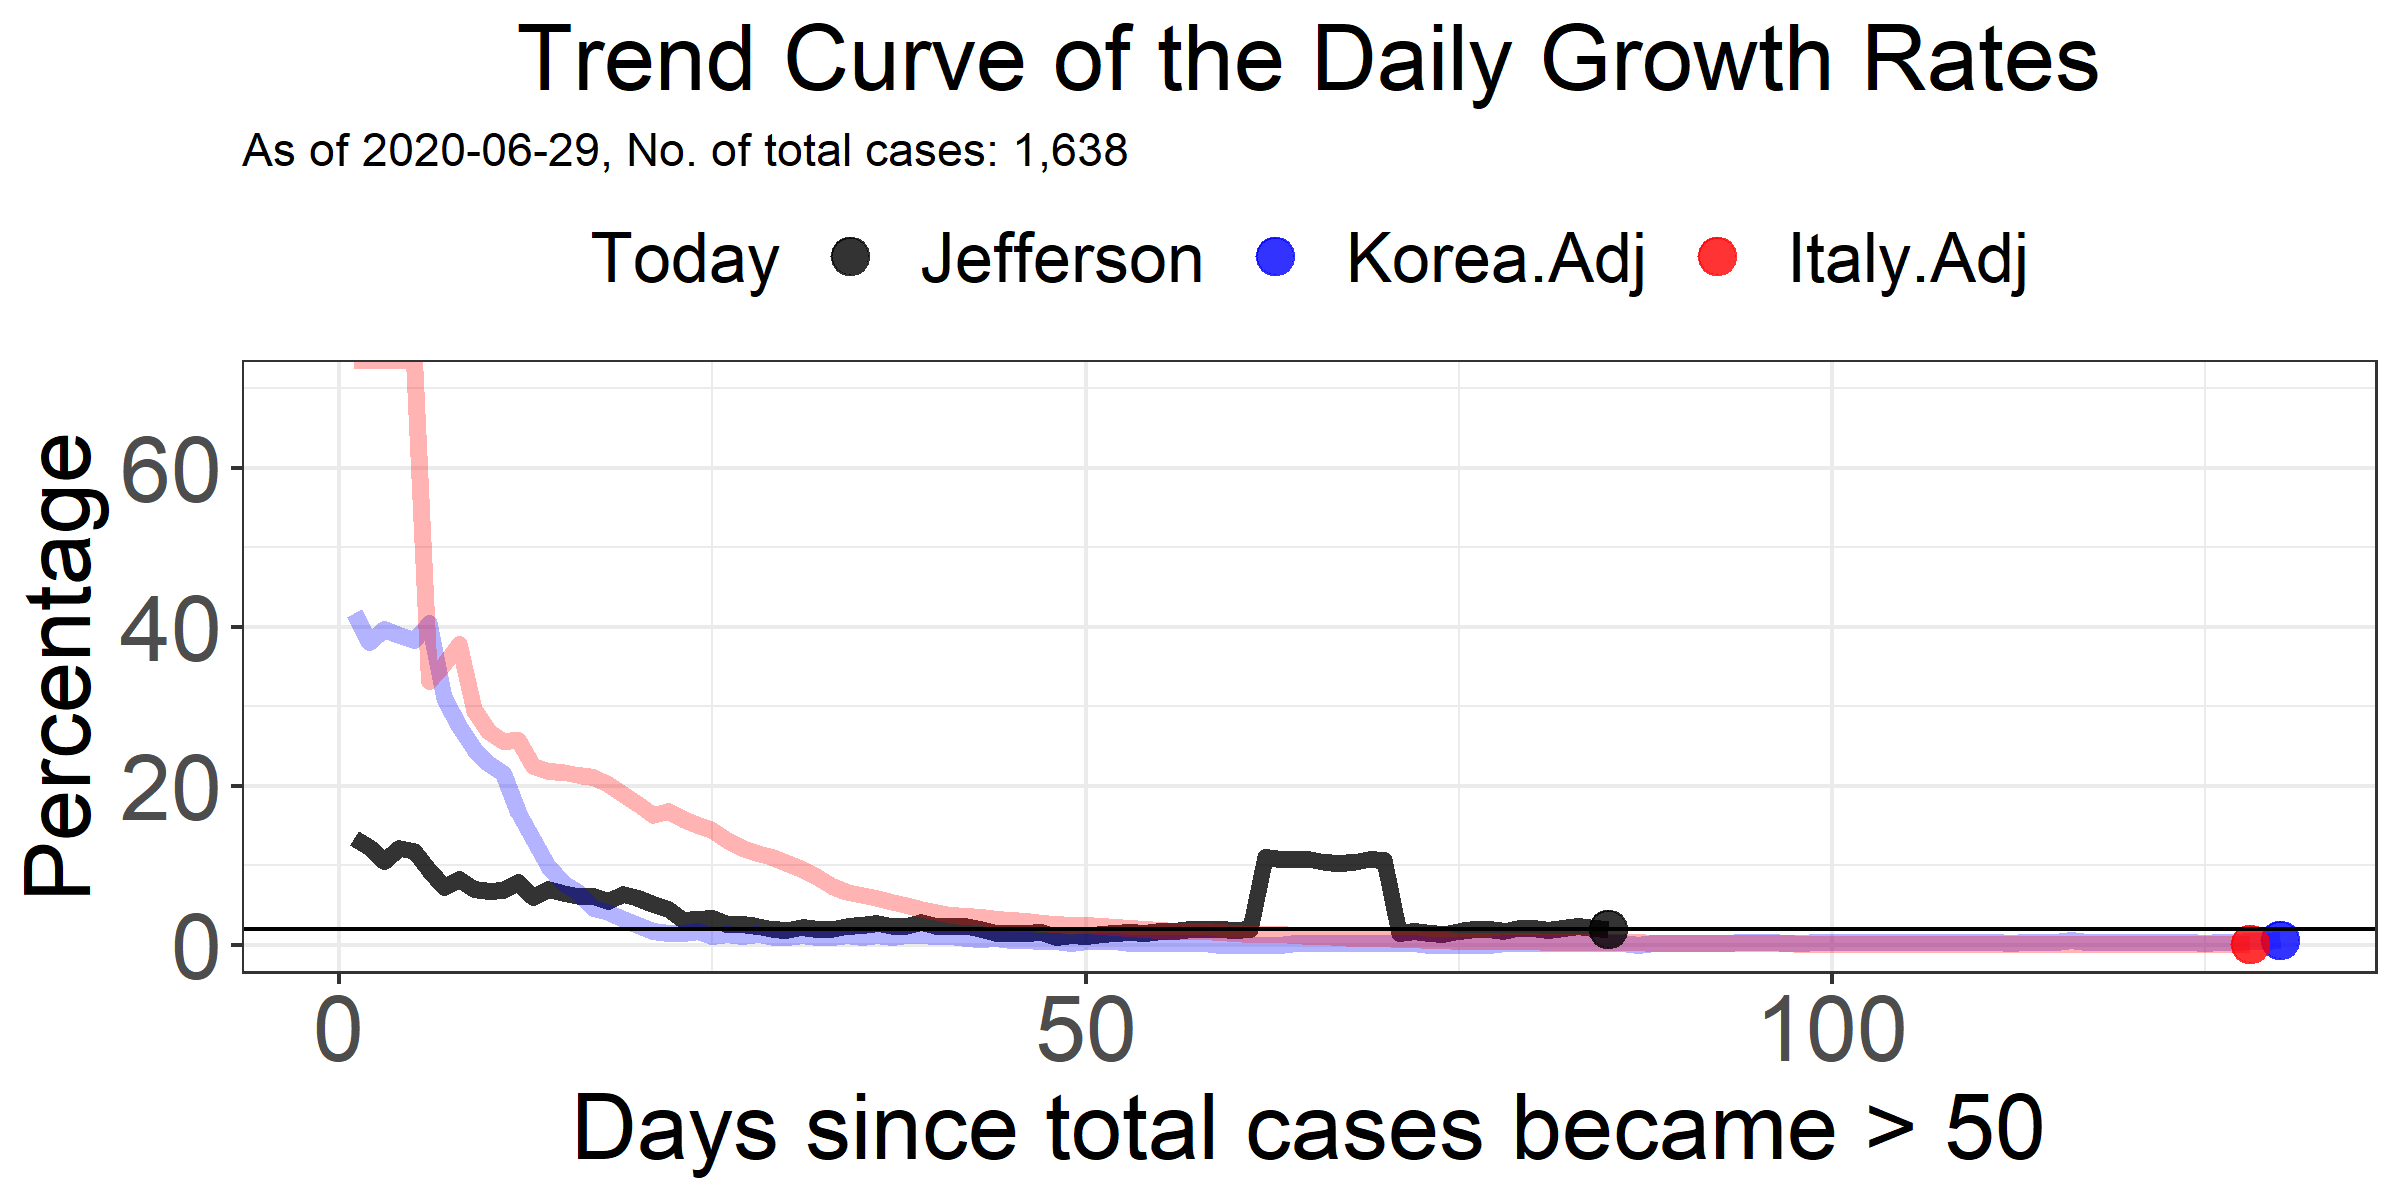 Trend Curve of the Daily Growth Rates
As of 2020-06-29, No. of total cases: 1,638
Today Jefferson Korea.Adj Italy.Adj
Percentage
60
40
20
0
0 50 100
Days since total cases became > 50